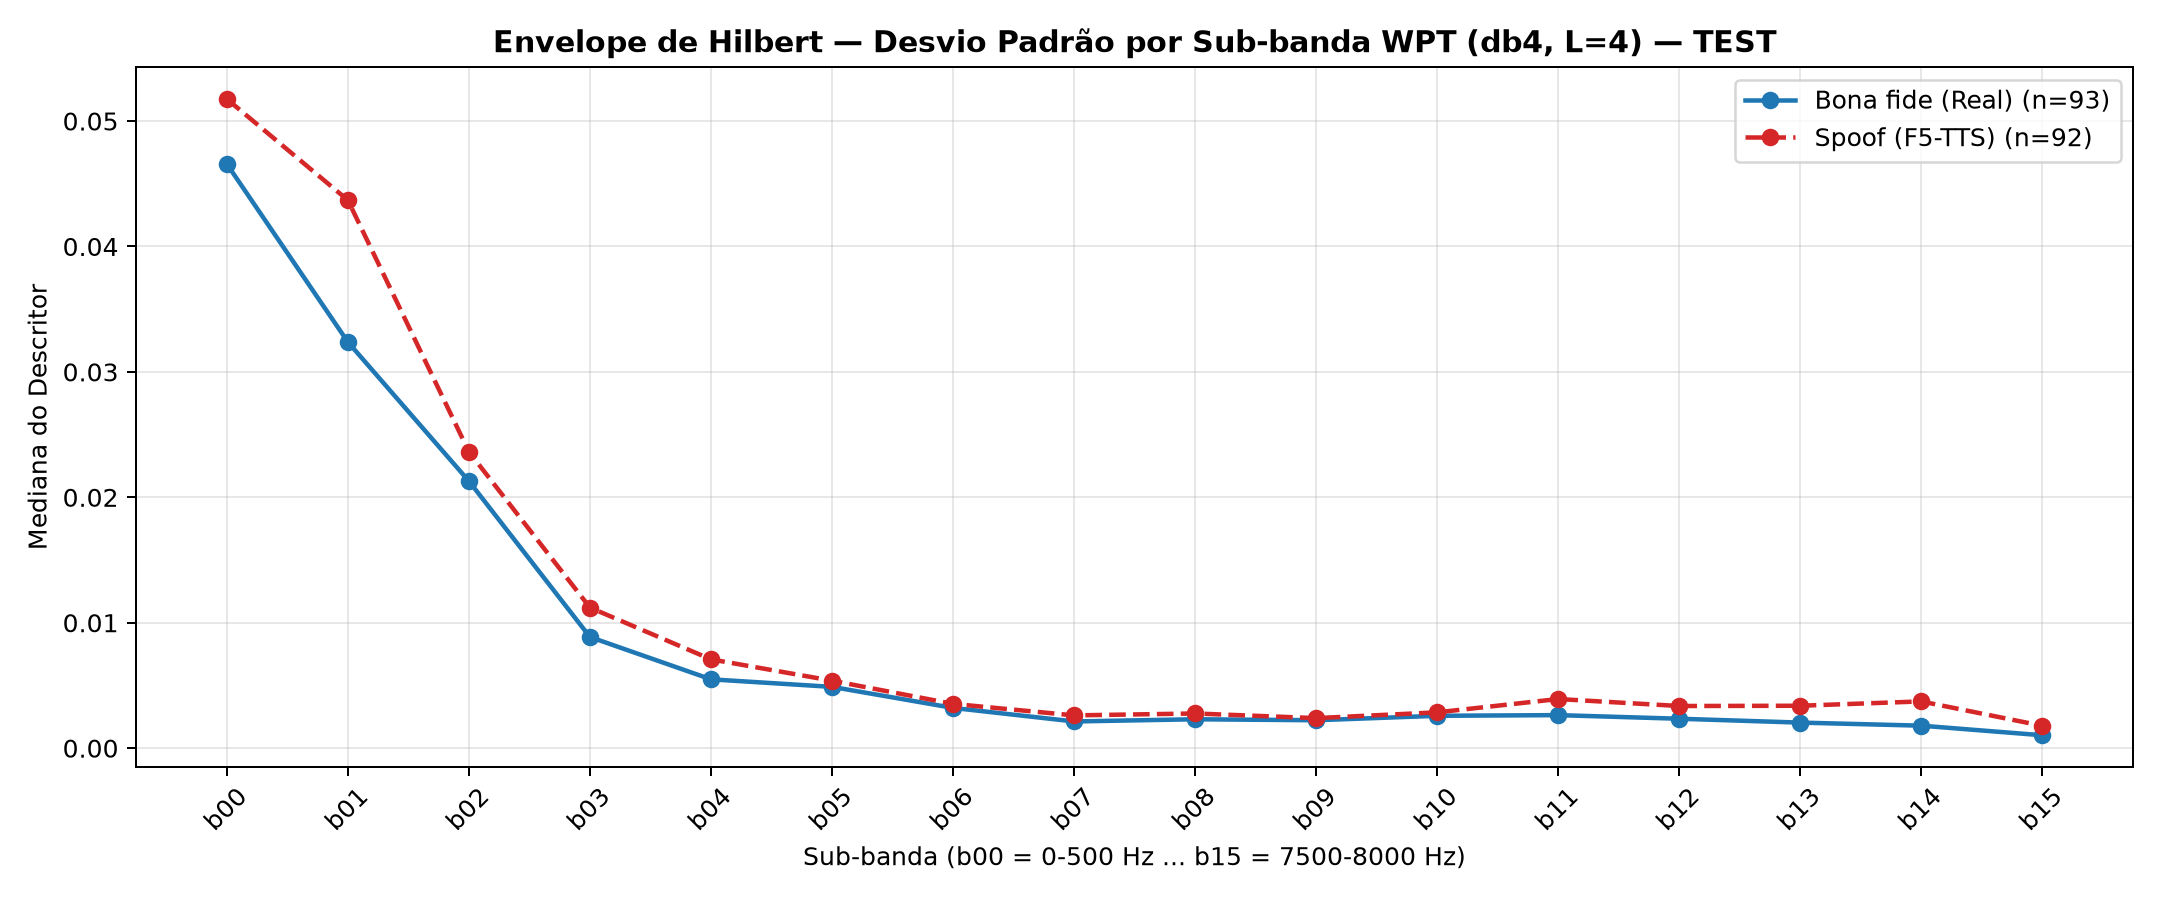 Envelope de Hilbert — Desvio Padrão por Sub-banda WPT (db4, L=4) — TEST
Bona fide (Real) (n=93)
Spoof (F5-TTS) (n=92)
Mediana do Descritor
0.05
0.04
0.03
0.02
0.01
0.00
b00 b01 b02 b03 b04 b05 b06 b07 b08 b09 b10 b11 b12 b13 b14 b15
Sub-banda (b00 = 0-500 Hz ... b15 = 7500-8000 Hz)